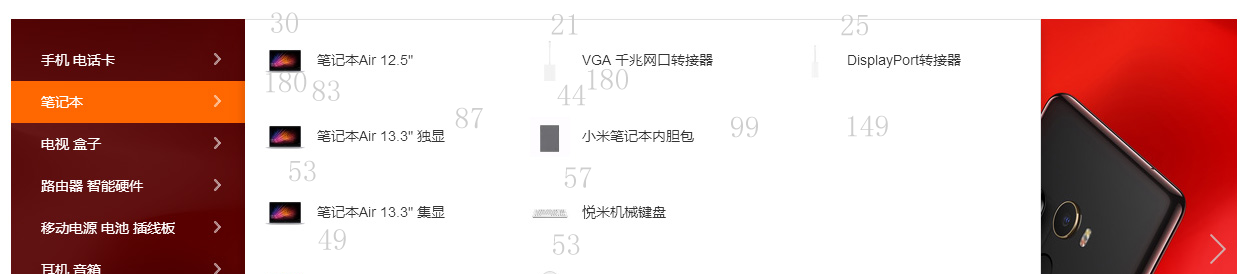 手机 电话卡
笔记本
电视 盒子
路由器 智能硬件
移动电源 电池 插线板
耳机 音箱
30
21
25
笔记本Air 12.5"
VGA 千兆网口转接器
DisplayPort转接器
180
83
44
180
87
99
149
笔记本Air 13.3" 独显
小米笔记本内胆包
53
57
笔记本Air 13.3" 集显
悦米机械键盘
49
53